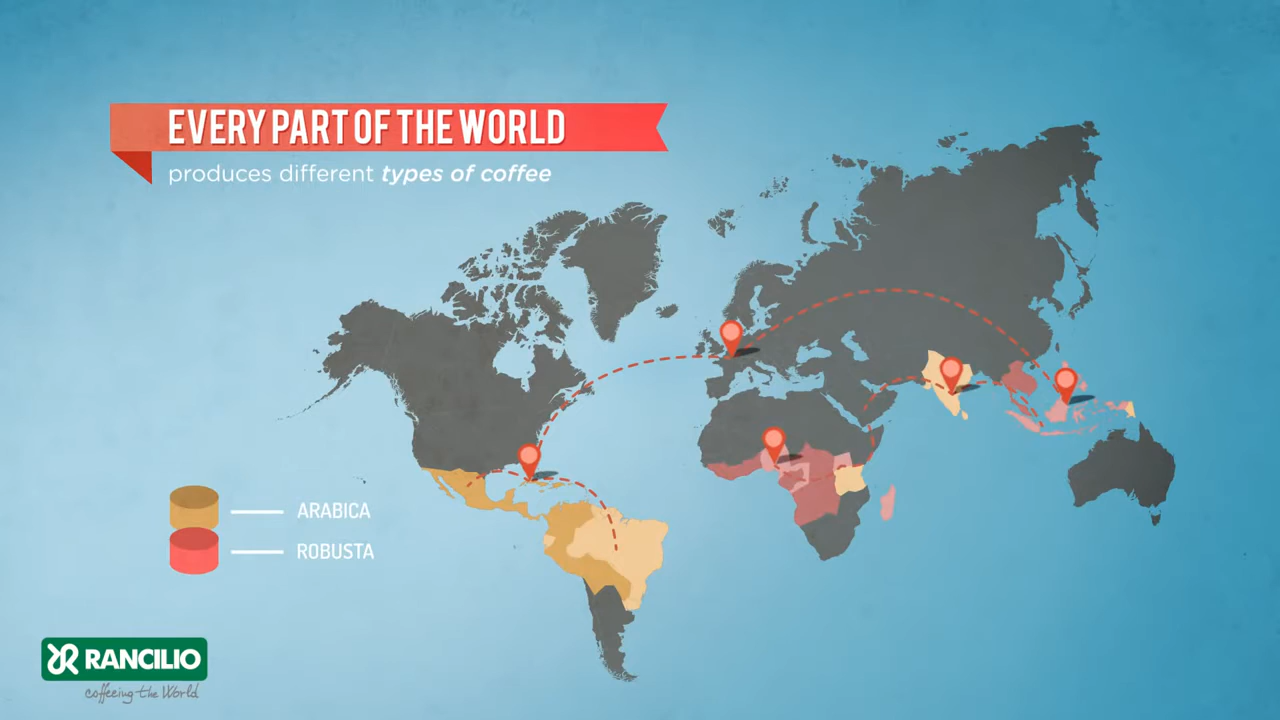 EVERY PART OF THE WORLD
produces different types of coffee
ARABICA
ROBUSTA
RANCILIO
coffeeing the World